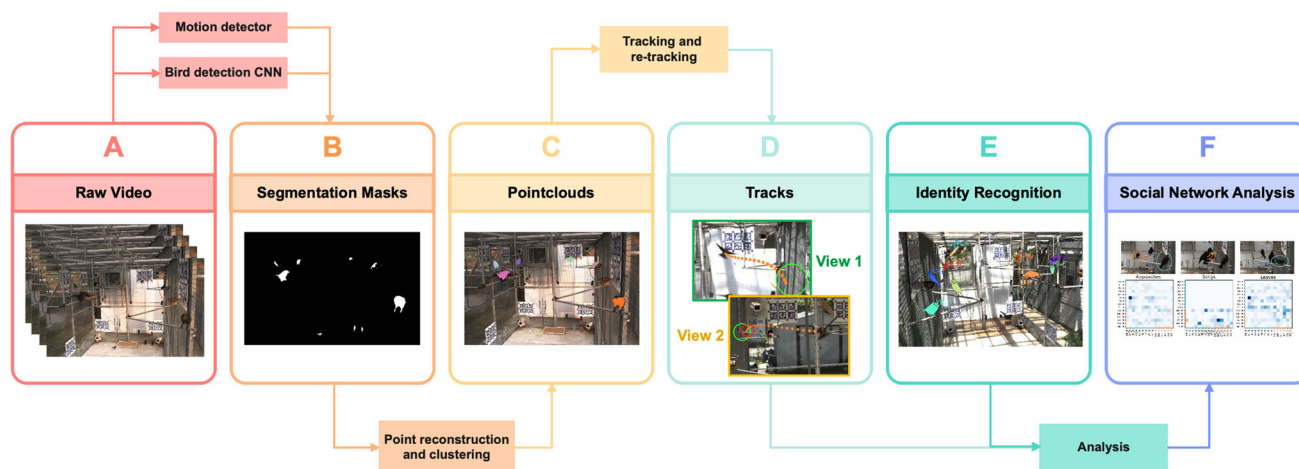 Motion detector
Bird detection CNN
Tracking and
re-tracking
A
B
C
D
E
F
Raw Video
Segmentation Masks
Pointclouds
Tracks
Identity Recognition
Social Network Analysis
View 1
View 2
Approaches
Songs
Leaves
Point reconstruction
and clustering
Analysis